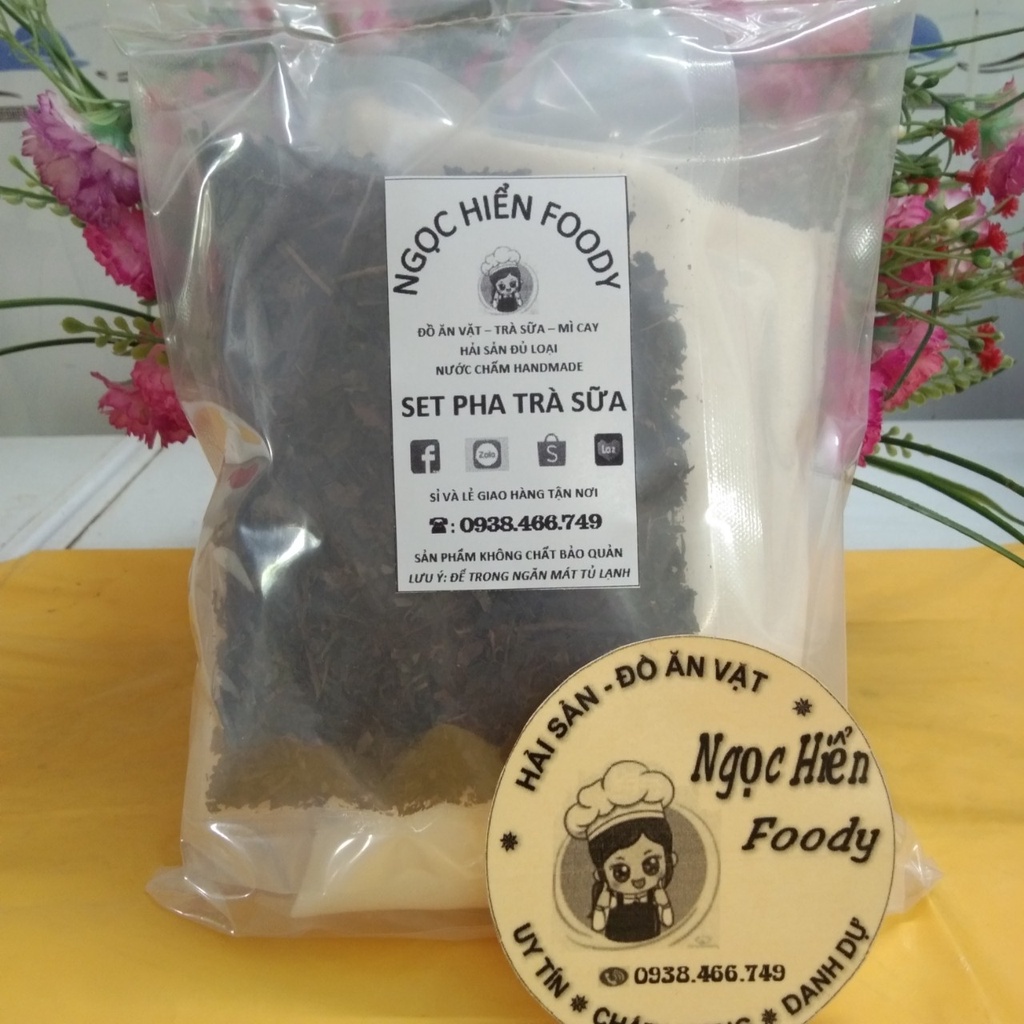 NGỌC HIỂN FOODY
ĐỒ ĂN VẶT – TRÀ SỮA – MÌ CAY
HẢI SẢN ĐỦ LOẠI
NƯỚC CHẤM HANDMADE
SET PHA TRÀ SỮA
f Zalo S Laz
SỈ VÀ LẺ GIAO HÀNG TẬN NƠI
☎: 0938.466.749
SẢN PHẨM KHÔNG CHẤT BẢO QUẢN
LƯU Ý: ĐỂ TRONG NGĂN MÁT TỦ LẠNH
HẢI SẢN - ĐỒ ĂN VẶT
Ngọc Hiển
Foody
0938.466.749
UY TÍN * * DANH DỰ